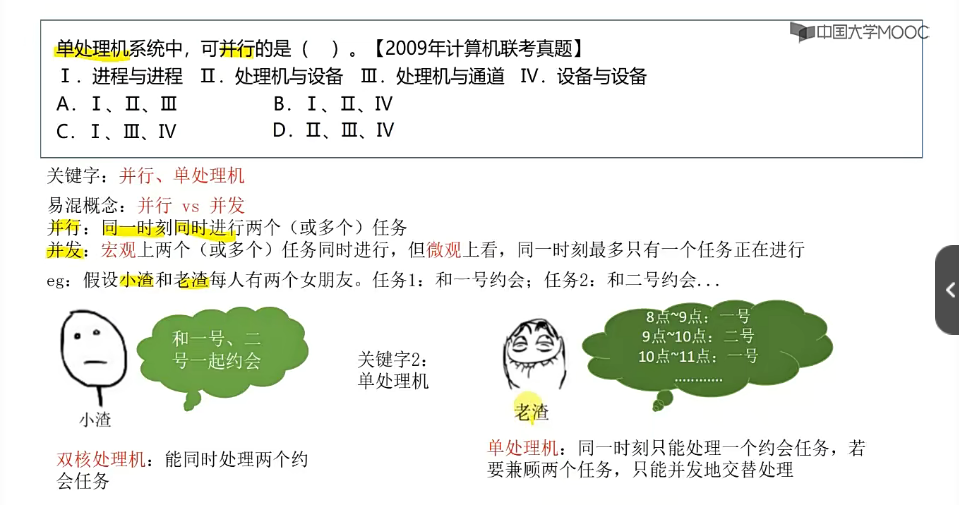 中国大学MOOC
单处理机系统中，可并行的是（　）。【2009年计算机联考真题】
Ⅰ．进程与进程　Ⅱ．处理机与设备　Ⅲ．处理机与通道　Ⅳ．设备与设备
A．Ⅰ、Ⅱ、Ⅲ　B．Ⅰ、Ⅱ、Ⅳ
C．Ⅰ、Ⅲ、Ⅳ　D．Ⅱ、Ⅲ、Ⅳ
关键字：并行、单处理机
易混概念：并行 vs 并发
并行：同一时刻同时进行两个（或多个）任务
并发：宏观上两个（或多个）任务同时进行，但微观上看，同一时刻最多只有一个任务正在进行
eg：假设小渣和老渣每人有两个女朋友。任务1：和一号约会；任务2：和二号约会...
和一号、二
号一起约会
小渣
双核处理机：能同时处理两个约
会任务
关键字2：
单处理机
8点~9点：一号
9点~10点：二号
10点~11点：一号
…………
老渣
单处理机：同一时刻只能处理一个约会任务，若
要兼顾两个任务，只能并发地交替处理